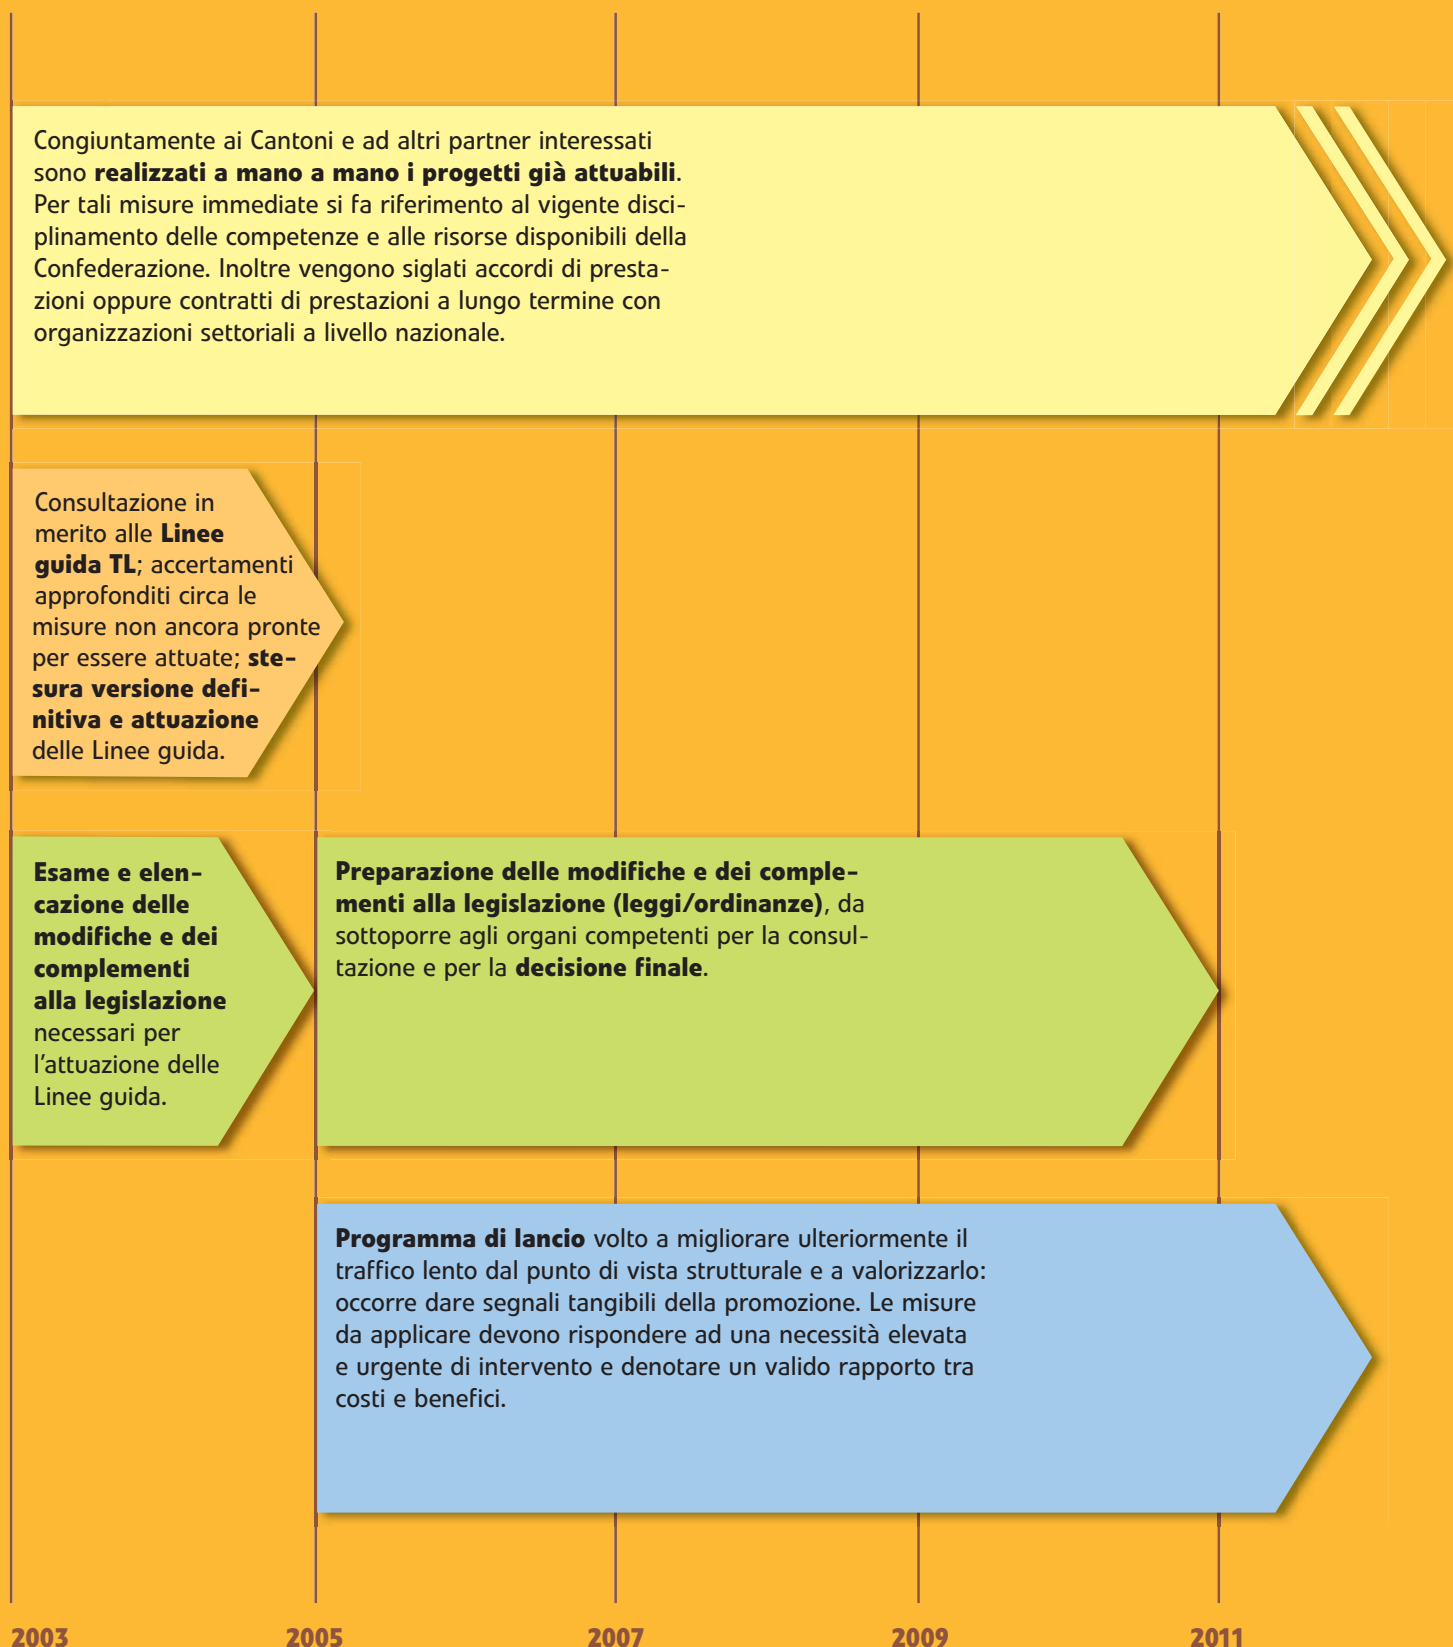 Congiuntamente ai Cantoni e ad altri partner interessati
sono realizzati a mano a mano i progetti già attuabili.
Per tali misure immediate si fa riferimento al vigente disci-
plinamento delle competenze e alle risorse disponibili della
Confederazione. Inoltre vengono siglati accordi di presta-
zioni oppure contratti di prestazioni a lungo termine con
organizzazioni settoriali a livello nazionale.
Consultazione in
merito alle Linee
guida TL; accertamenti
approfonditi circa le
misure non ancora pronte
per essere attuate; ste-
sura versione defi-
nitiva e attuazione
delle Linee guida.
Esame e elen-
cazione delle
modifiche e dei
complementi
alla legislazione
necessari per
l'attuazione delle
Linee guida.
Preparazione delle modifiche e dei comple-
menti alla legislazione (leggi/ordinanze), da
sottoporre agli organi competenti per la consul-
tazione e per la decisione finale.
Programma di lancio volto a migliorare ulteriormente il
traffico lento dal punto di vista strutturale e a valorizzarlo:
occorre dare segnali tangibili della promozione. Le misure
da applicare devono rispondere ad una necessità elevata
e urgente di intervento e denotare un valido rapporto tra
costi e benefici.
2003 2005 2007 2009 2011